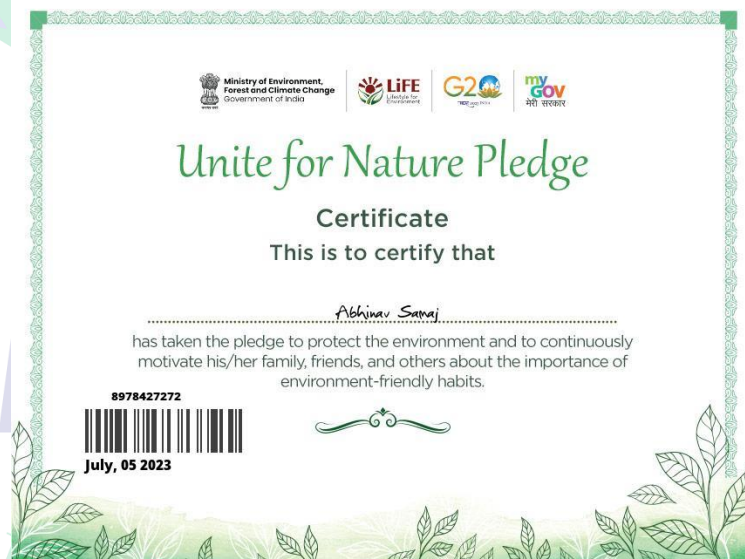 Ministry of Environment,
Forest and Climate Change
Government of India
LiFE
Lifestyle for
Environment
G20
my
GOV
मेरी सरकार
Unite for Nature Pledge
Certificate
This is to certify that
Abhinav Samaj
has taken the pledge to protect the environment and to continuously
motivate his/her family, friends, and others about the importance of
environment-friendly habits.
8978427272
July, 05 2023